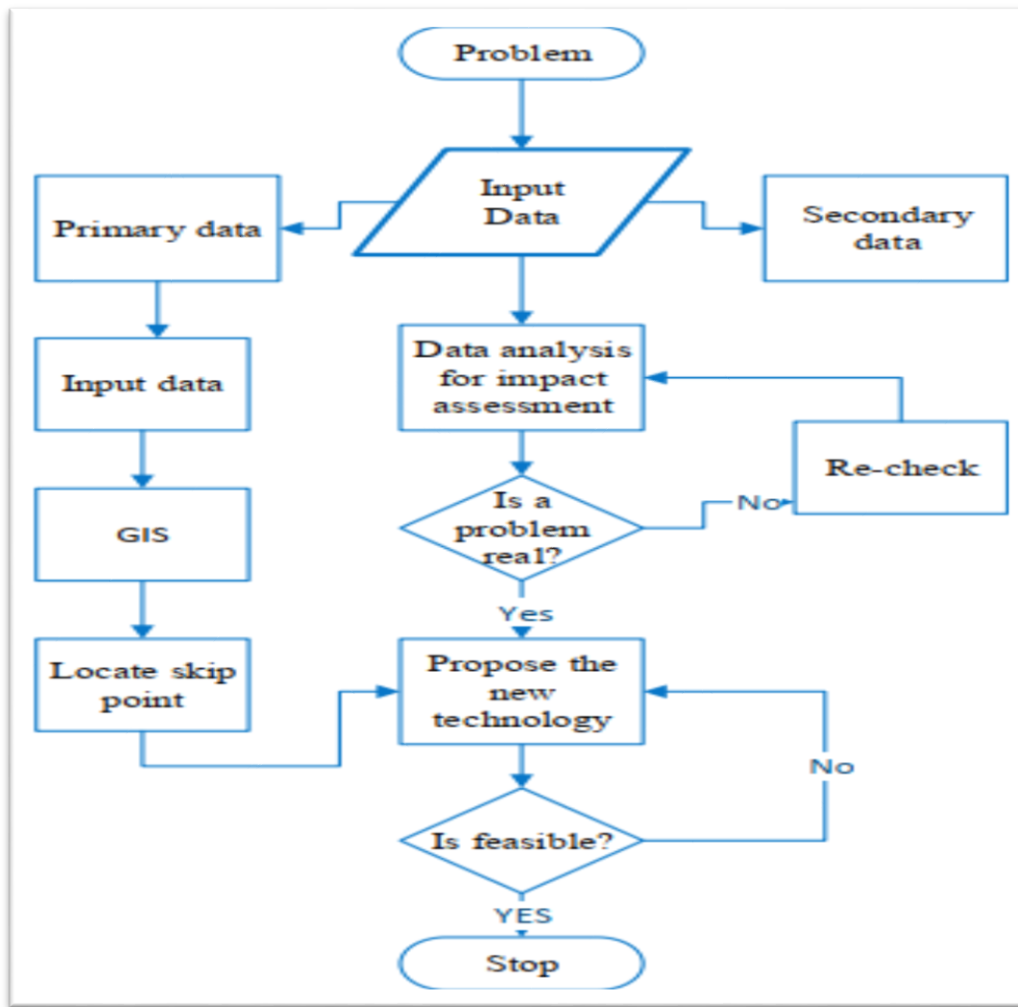 Problem
Input
Data
Primary data
Secondary
data
Input data
Data analysis
for impact
assessment
Re-check
GIS
Is a
problem
real?
No
Yes
Locate skip
point
Propose the
new
technology
No
Is feasible?
YES
Stop